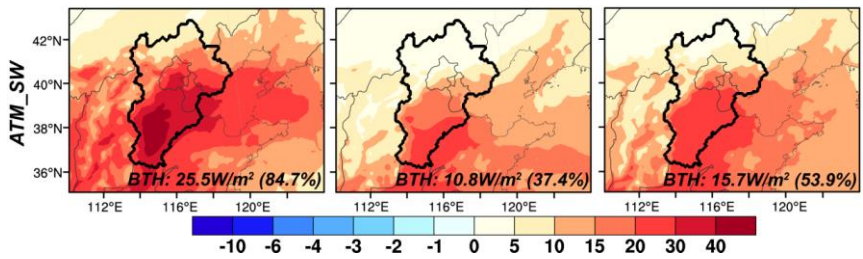 ATM_SW
42°N
40°N
38°N
36°N
BTH: 25.5W/m² (84.7%)
BTH: 10.8W/m² (37.4%)
BTH: 15.7W/m² (53.9%)
112°E 116°E 120°E 112°E 116°E 120°E 112°E 116°E 120°E
-10 -6 -4 -3 -2 -1 0 5 10 15 20 30 40